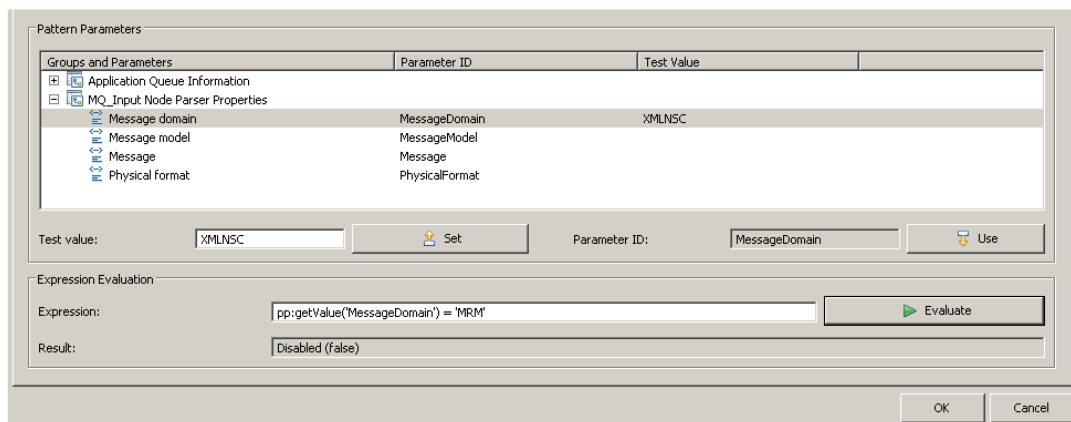 Pattern Parameters
Groups and Parameters Parameter ID Test Value
Application Queue Information
MQ_Input Node Parser Properties
Message domain MessageDomain XMLNSC
Message model MessageModel
Message Message
Physical format PhysicalFormat
Test value: XMLNSC Set Parameter ID: MessageDomain Use
Expression Evaluation
Expression: pp:getValue('MessageDomain') = 'MRM' Evaluate
Result: Disabled (false)
OK Cancel